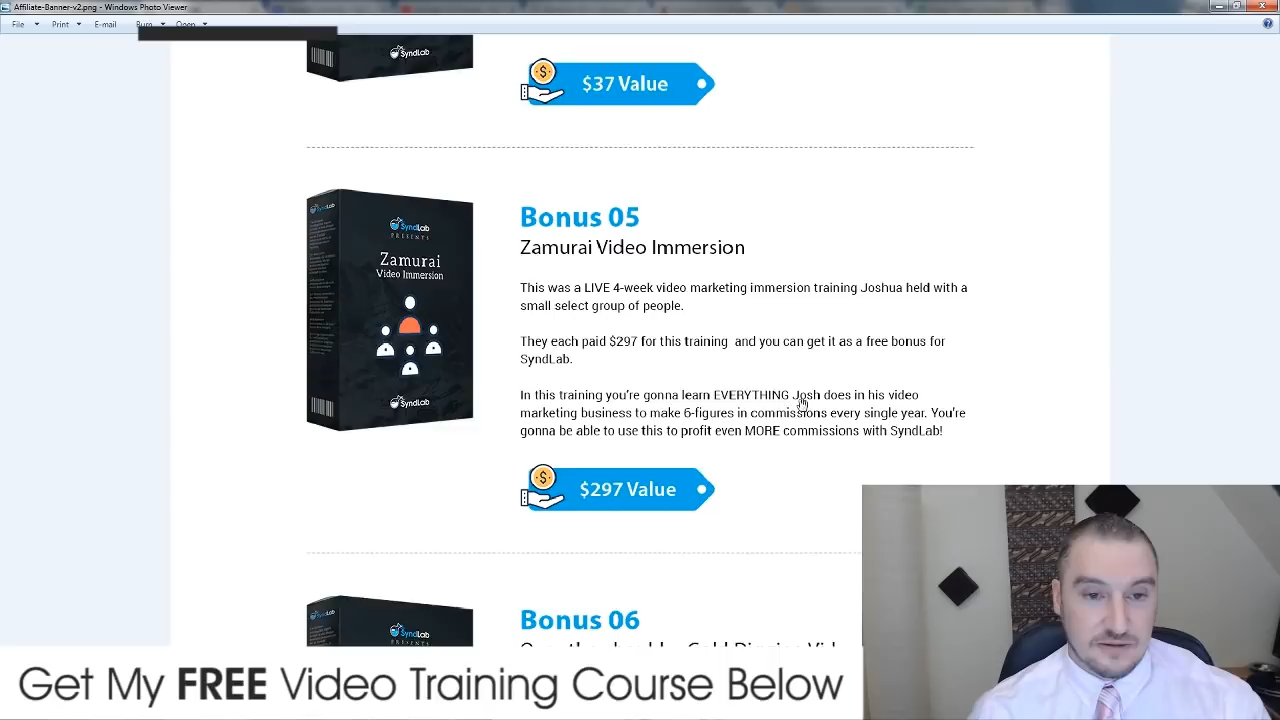 Affiliate-Banner-v2.png - Windows Photo Viewer
File Print E-mail Burn Open
SyndLab
$37 Value
SyndLab
PRESENTS
Zamurai
Video Immersion
SyndLab
Bonus 05
Zamurai Video Immersion
This was a LIVE 4-week video marketing immersion training Joshua held with a
small select group of people.
They each paid $297 for this training and you can get it as a free bonus for
SyndLab.
In this training you're gonna learn EVERYTHING Josh does in his video
marketing business to make 6-figures in commissions every single year. You're
gonna be able to use this to profit even MORE commissions with SyndLab!
$297 Value
SyndLab
PRESENTS
Bonus 06
Get My FREE Video Training Course Below